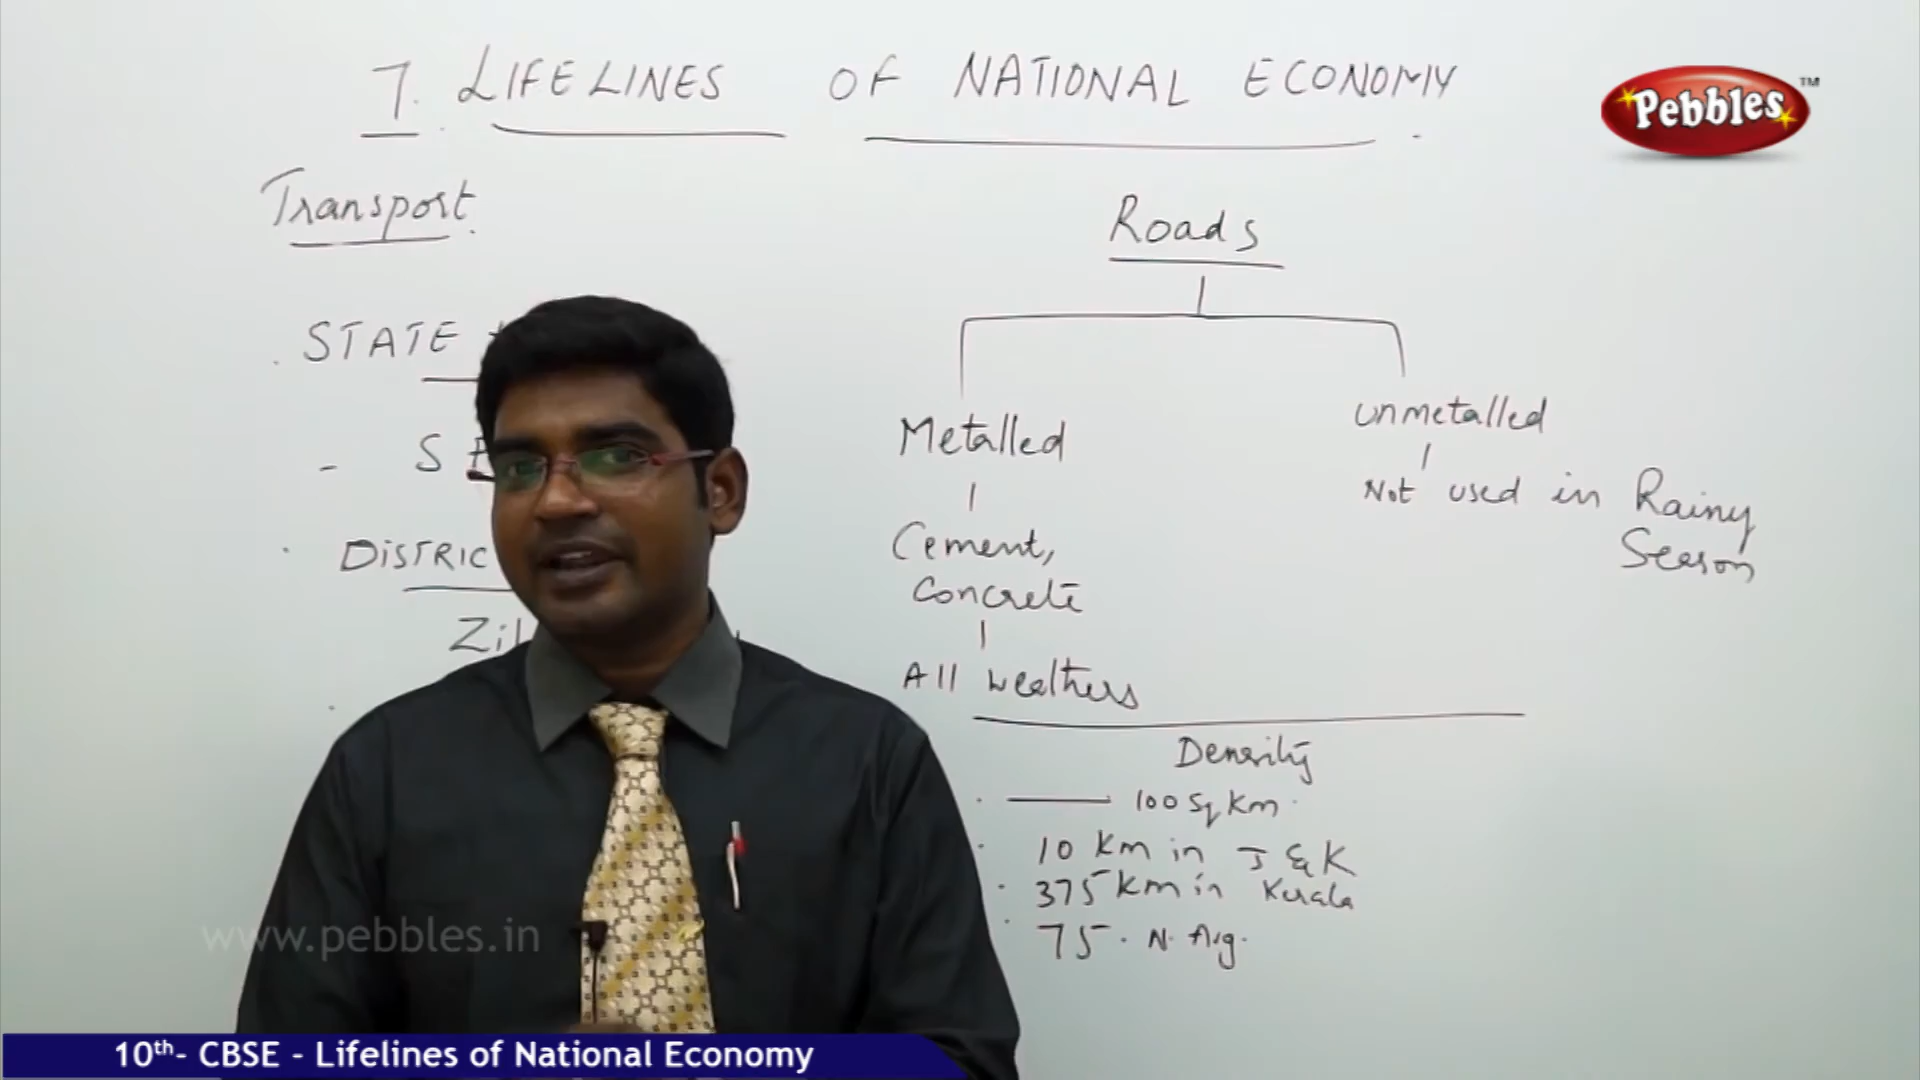 7. LIFELINES OF NATIONAL ECONOMY
Pebbles™
Transport
Roads
STATE
Metalled
unmetalled
S
Not used in Rainy
Season
DISTRIC
Cement,
Concrete
Zil
All weathers
Density
100 Sq Km.
10 Km in J & K
375 Km in Kerala
75. N. Avg.
www.pebbles.in
10th- CBSE - Lifelines of National Economy